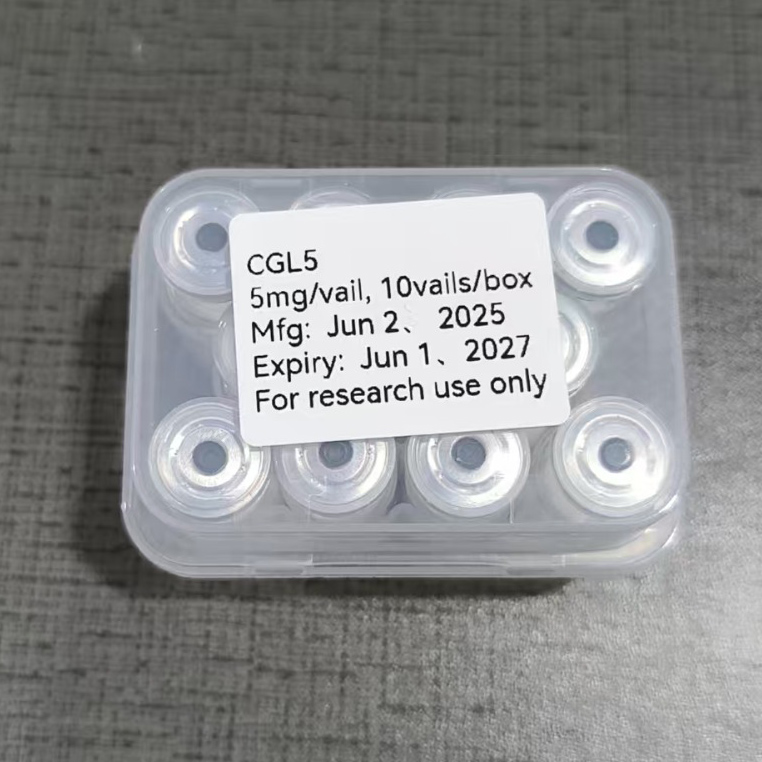 CGL5
5mg/vail, 10vails/box
Mfg: Jun 2、 2025
Expiry: Jun 1、2027
For research use only